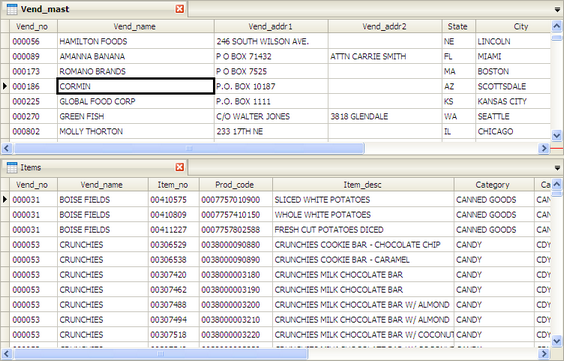 Vend_mast
Vend_no Vend_name Vend_addr1 Vend_addr2 State City
000056 HAMILTON FOODS 246 SOUTH WILSON AVE. NE LINCOLN
000089 AMANNA BANANA P O BOX 71432 ATTN CARRIE SMITH FL MIAMI
000173 ROMANO BRANDS P O BOX 7525 MA BOSTON
000186 CORMIN P.O. BOX 10187 AZ SCOTTSDALE
000225 GLOBAL FOOD CORP P.O. BOX 1111 KS KANSAS CITY
000270 GREEN FISH C/O WALTER JONES 3818 GLENDALE WA SEATTLE
000802 MOLLY THORTON 233 17TH NE IL CHICAGO
Items
Vend_no Vend_name Item_no Prod_code Item_desc Category Ca
000031 BOISE FIELDS 00410575 0007757010900 SLICED WHITE POTATOES CANNED GOODS CAN
000031 BOISE FIELDS 00410809 0007757410150 WHOLE WHITE POTATOES CANNED GOODS CAN
000031 BOISE FIELDS 00411227 0007757802588 FRESH CUT POTATOES DICED CANNED GOODS CAN
000053 CRUNCHIES 00306529 0038000090880 CRUNCHIES COOKIE BAR - CHOCOLATE CHIP CANDY CDY
000053 CRUNCHIES 00306538 0038000090890 CRUNCHIES COOKIE BAR - CARAMEL CANDY CDY
000053 CRUNCHIES 00307420 0038000003180 CRUNCHIES MILK CHOCOLATE BAR CANDY CDY
000053 CRUNCHIES 00307462 0038000003190 CRUNCHIES MILK CHOCOLATE BAR CANDY CDY
000053 CRUNCHIES 00307488 0038000003200 CRUNCHIES MILK CHOCOLATE BAR W/ ALMOND CANDY CDY
000053 CRUNCHIES 00307494 0038000003210 CRUNCHIES MILK CHOCOLATE BAR W/ ALMOND CANDY CDY
000053 CRUNCHIES 00307518 0038000003220 CRUNCHIES MILK CHOCOLATE BAR W/ COCONUT CANDY CDY